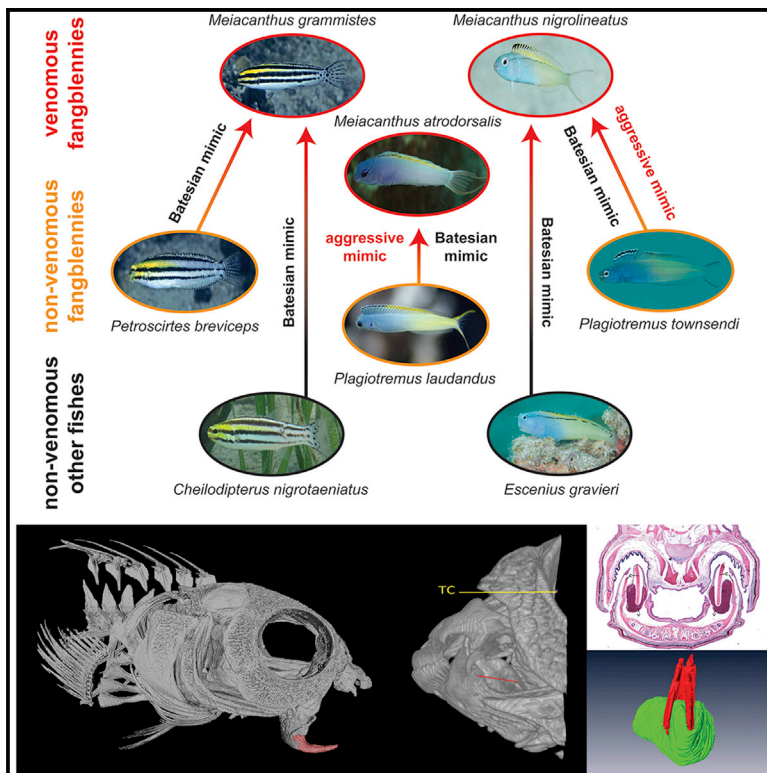 Meiacanthus grammistes
Meiacanthus nigrolineatus
venomous
fangblennies
Meiacanthus atrodorsalis
Batesian mimic
Batesian mimic
aggressive mimic
non-venomous
fangblennies
Batesian mimic
aggressive
mimic
Batesian
mimic
Batesian mimic
Petroscirtes breviceps
Plagiotremus townsendi
Plagiotremus laudandus
non-venomous
other fishes
Cheilodipterus nigrotaeniatus
Escenius gravieri
TC